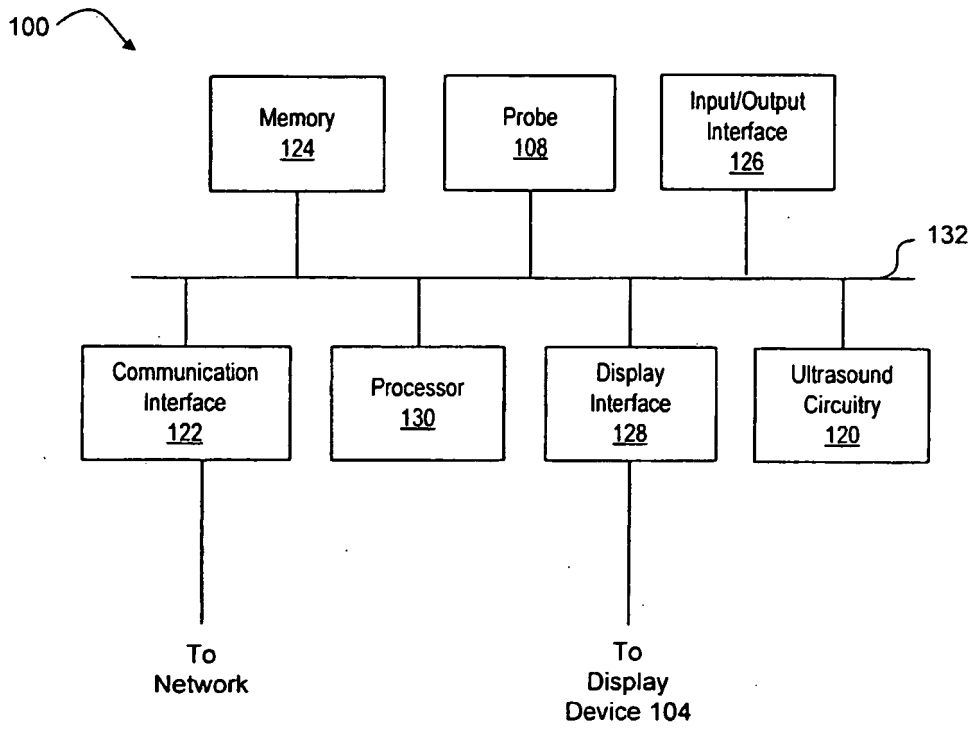 100
Memory
124
Probe
108
Input/Output
Interface
126
132
Communication
Interface
122
Processor
130
Display
Interface
128
Ultrasound
Circuitry
120
To
Network
To
Display
Device 104